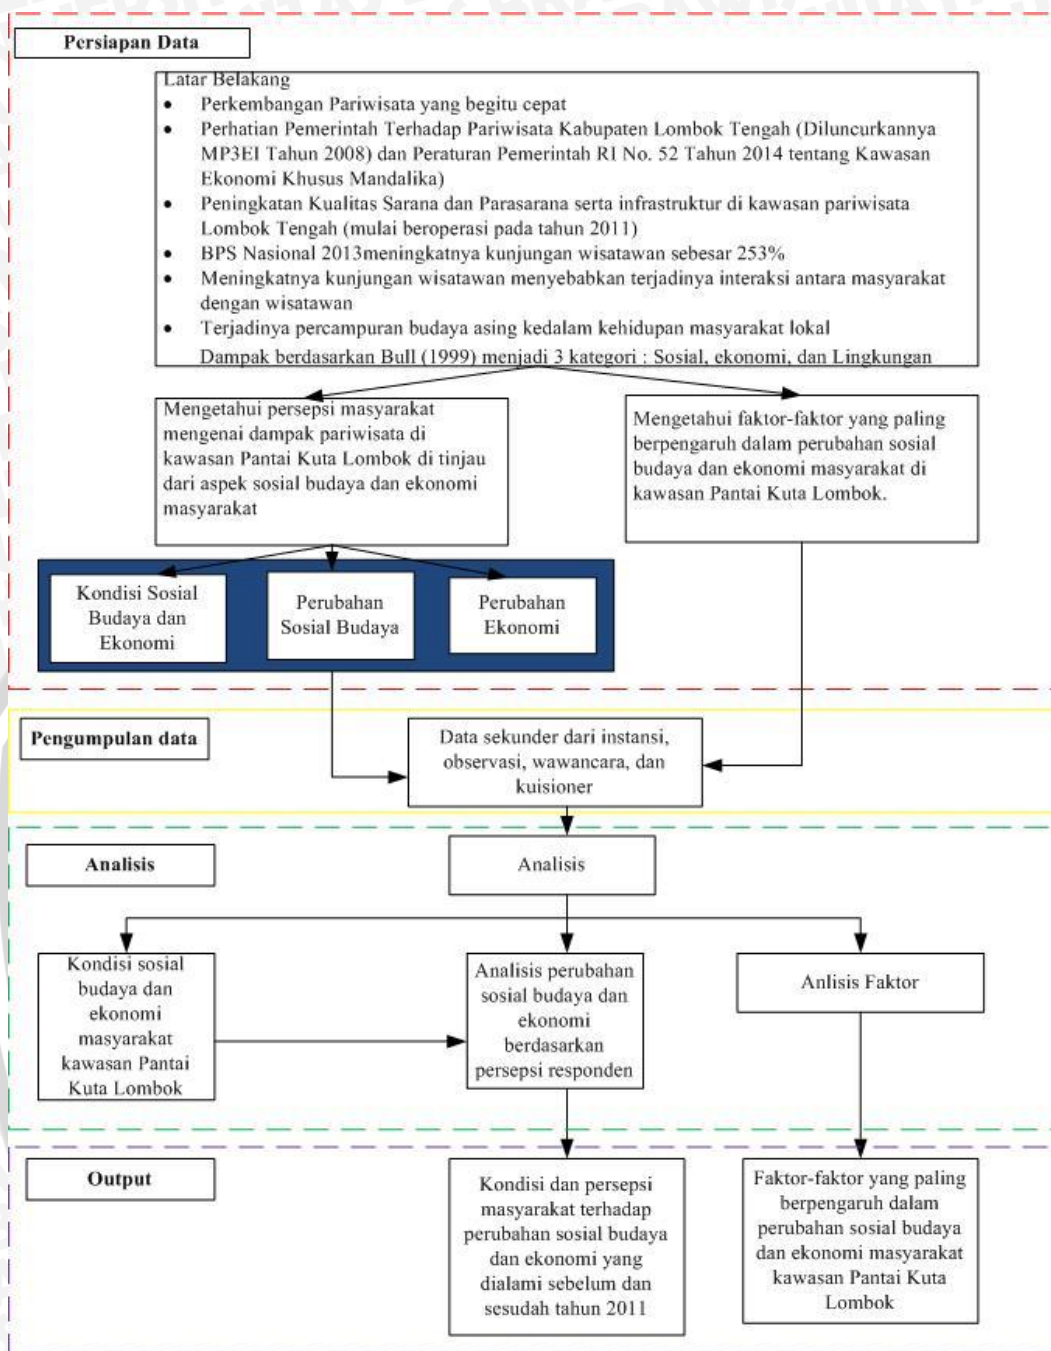 Persiapan Data
Latar Belakang
• Perkembangan Pariwisata yang begitu cepat
• Perhatian Pemerintah Terhadap Pariwisata Kabupaten Lombok Tengah (Diluncurkannya
MP3EI Tahun 2008) dan Peraturan Pemerintah RI No. 52 Tahun 2014 tentang Kawasan
Ekonomi Khusus Mandalika)
• Peningkatan Kualitas Sarana dan Parasarana serta infrastruktur di kawasan pariwisata
Lombok Tengah (mulai beroperasi pada tahun 2011)
• BPS Nasional 2013meningkatnya kunjungan wisatawan sebesar 253%
• Meningkatnya kunjungan wisatawan menyebabkan terjadinya interaksi antara masyarakat
dengan wisatawan
• Terjadinya percampuran budaya asing kedalam kehidupan masyarakat lokal
Dampak berdasarkan Bull (1999) menjadi 3 kategori : Sosial, ekonomi, dan Lingkungan
Mengetahui persepsi masyarakat
mengenai dampak pariwisata di
kawasan Pantai Kuta Lombok di tinjau
dari aspek sosial budaya dan ekonomi
masyarakat
Mengetahui faktor-faktor yang paling
berpengaruh dalam perubahan sosial
budaya dan ekonomi masyarakat di
kawasan Pantai Kuta Lombok.
Kondisi Sosial
Budaya dan
Ekonomi
Perubahan
Sosial Budaya
Perubahan
Ekonomi
Pengumpulan data
Data sekunder dari instansi,
observasi, wawancara, dan
kuisioner
Analisis
Analisis
Kondisi sosial
budaya dan
ekonomi
masyarakat
kawasan Pantai
Kuta Lombok
Analisis perubahan
sosial budaya dan
ekonomi
berdasarkan
persepsi responden
Anlisis Faktor
Output
Kondisi dan persepsi
masyarakat terhadap
perubahan sosial budaya
dan ekonomi yang
dialami sebelum dan
sesudah tahun 2011
Faktor-faktor yang paling
berpengaruh dalam
perubahan sosial budaya
dan ekonomi masyarakat
kawasan Pantai Kuta
Lombok